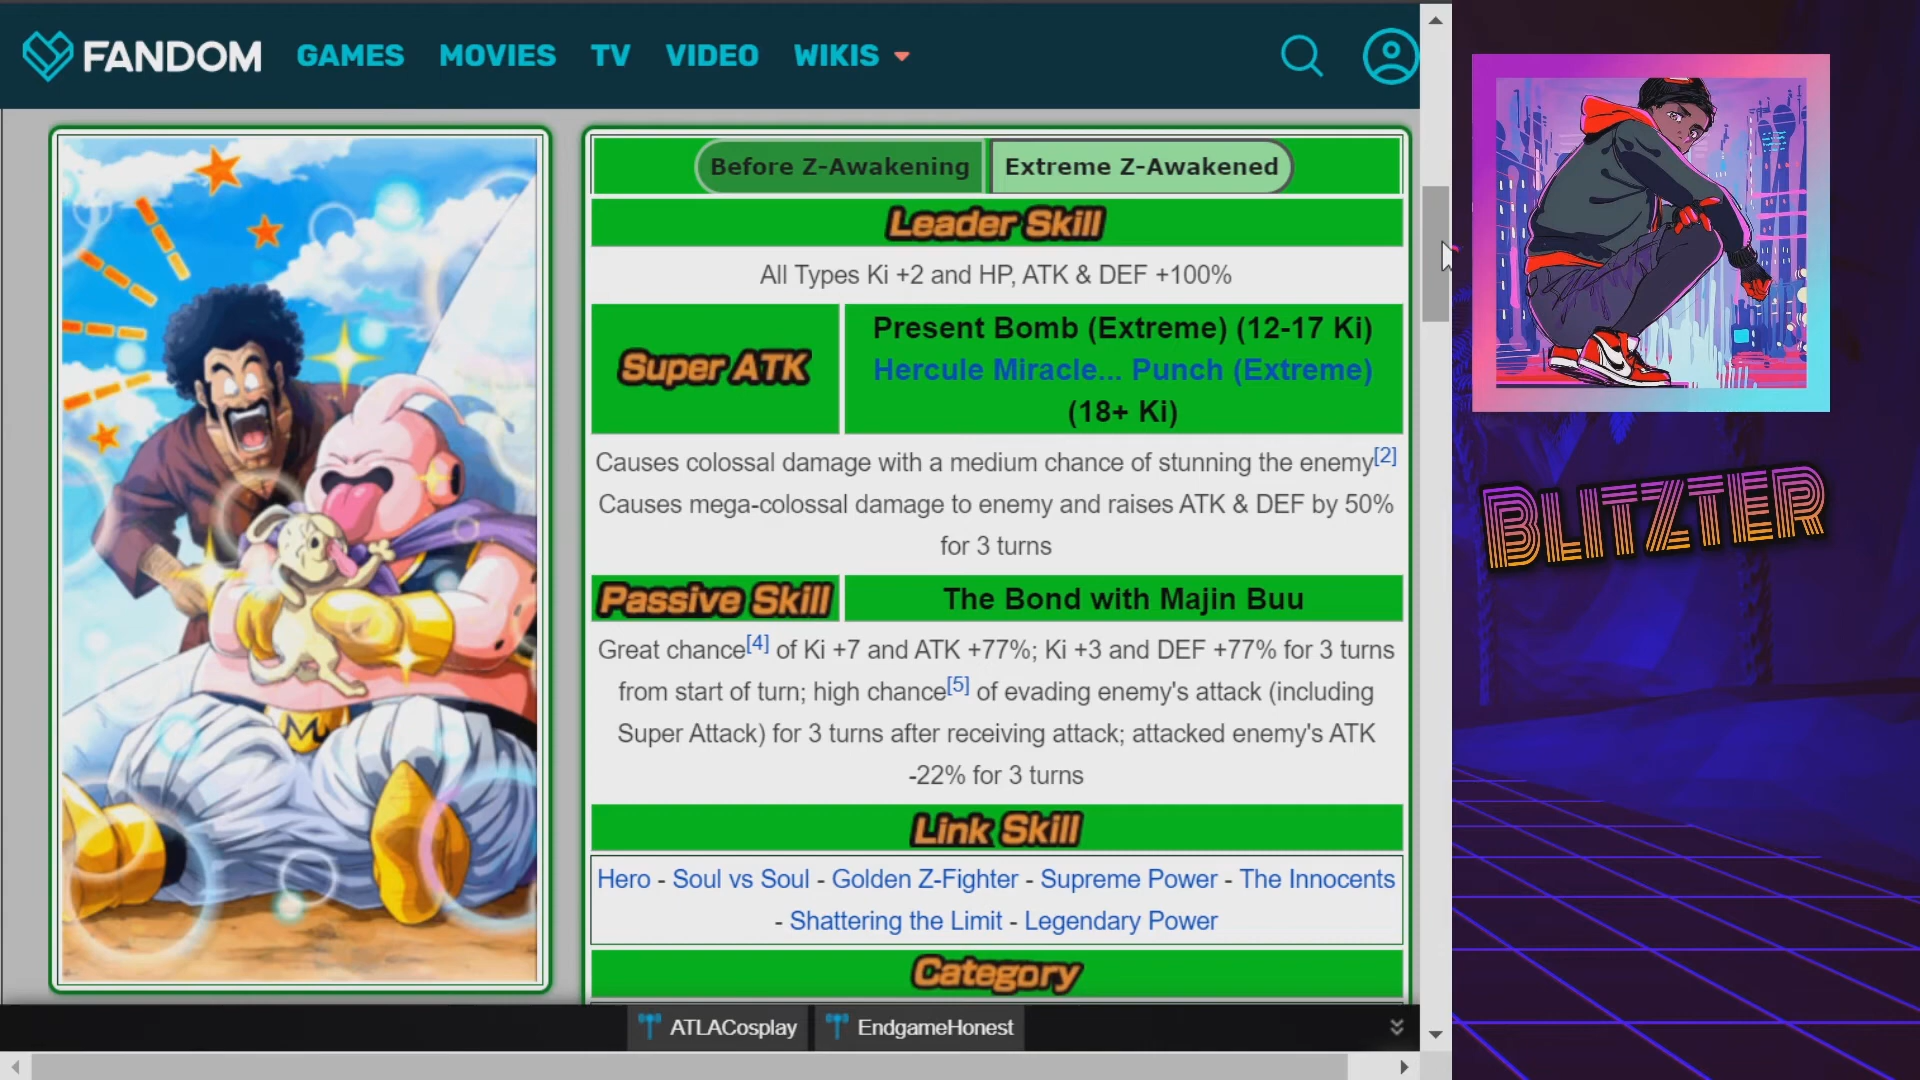 FANDOM GAMES MOVIES TV VIDEO WIKIS
Before Z-Awakening Extreme Z-Awakened
Leader Skill
All Types Ki +2 and HP, ATK & DEF +100%
Super ATK
Present Bomb (Extreme) (12-17 Ki)
Hercule Miracle... Punch (Extreme)
(18+ Ki)
Causes colossal damage with a medium chance of stunning the enemy[2]
Causes mega-colossal damage to enemy and raises ATK & DEF by 50%
for 3 turns
Passive Skill The Bond with Majin Buu
Great chance[4] of Ki +7 and ATK +77%; Ki +3 and DEF +77% for 3 turns
from start of turn; high chance[5] of evading enemy's attack (including
Super Attack) for 3 turns after receiving attack; attacked enemy's ATK
-22% for 3 turns
Link Skill
Hero - Soul vs Soul - Golden Z-Fighter - Supreme Power - The Innocents
- Shattering the Limit - Legendary Power
Category
ATLACosplay EndgameHonest
M
BLITZTER